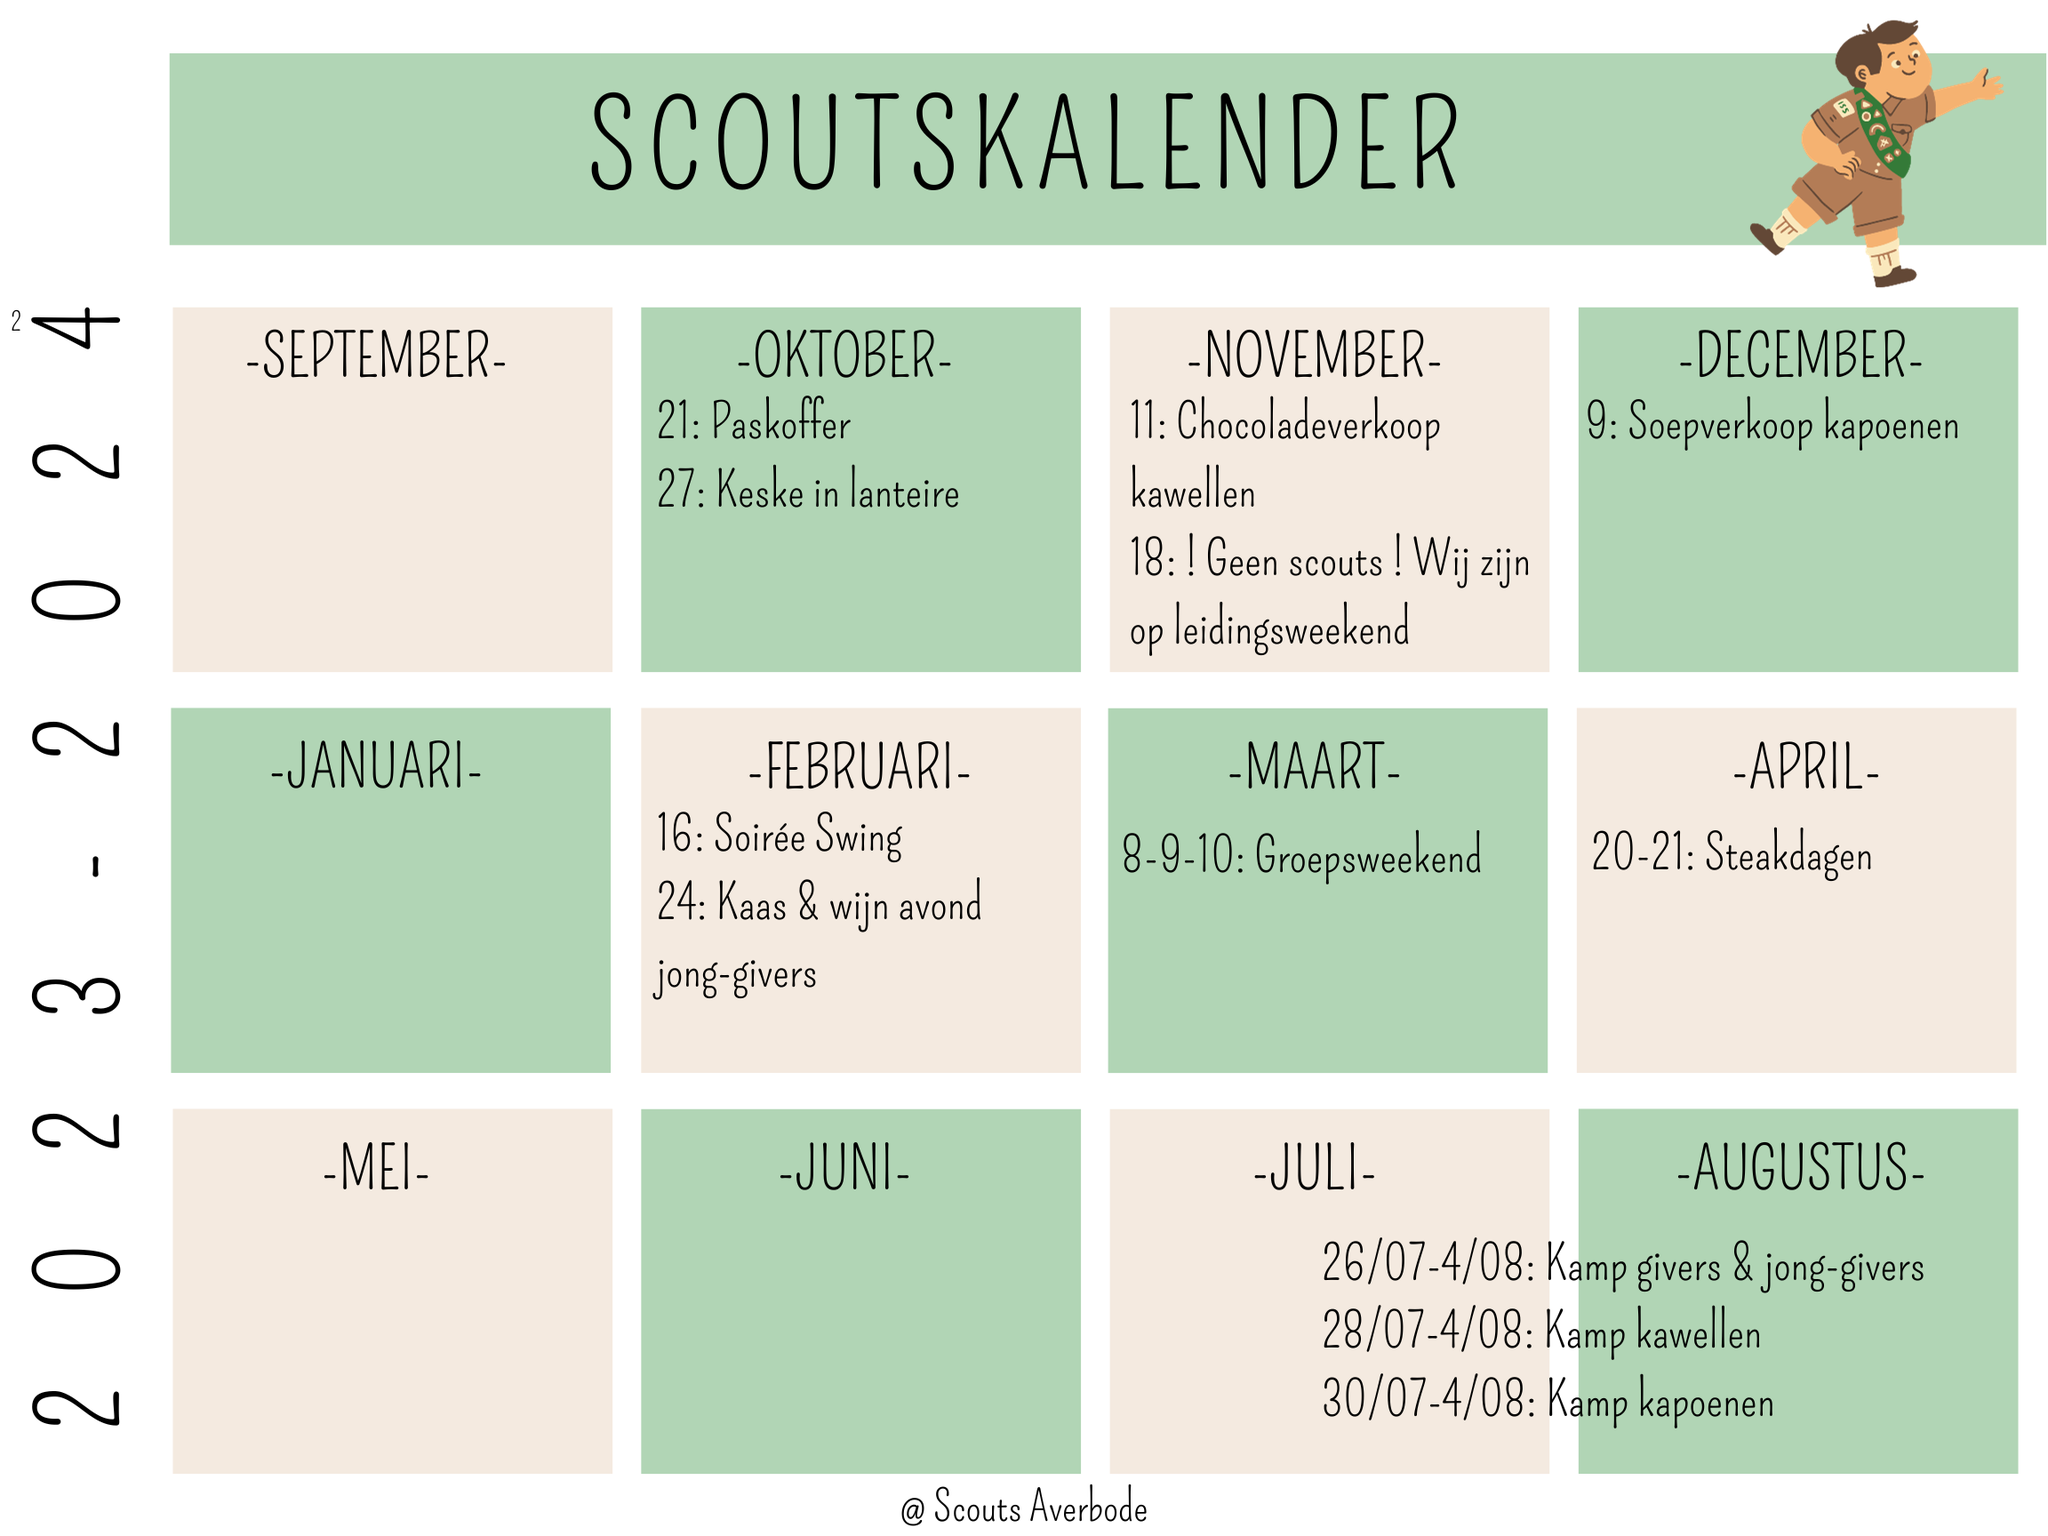 SCOUTSKALENDER
2
2023-2024
-SEPTEMBER-
-OKTOBER-
21: Paskoffer
27: Keske in lanteire
-NOVEMBER-
11: Chocoladeverkoop
kawellen
18: ! Geen scouts ! Wij zijn
op leidingsweekend
-DECEMBER-
9: Soepverkoop kapoenen
-JANUARI-
-FEBRUARI-
16: Soirée Swing
24: Kaas & wijn avond
jong-givers
-MAART-
8-9-10: Groepsweekend
-APRIL-
20-21: Steakdagen
-MEI-
-JUNI-
-JULI-
-AUGUSTUS-
26/07-4/08: Kamp givers & jong-givers
28/07-4/08: Kamp kawellen
30/07-4/08: Kamp kapoenen
@ Scouts Averbode